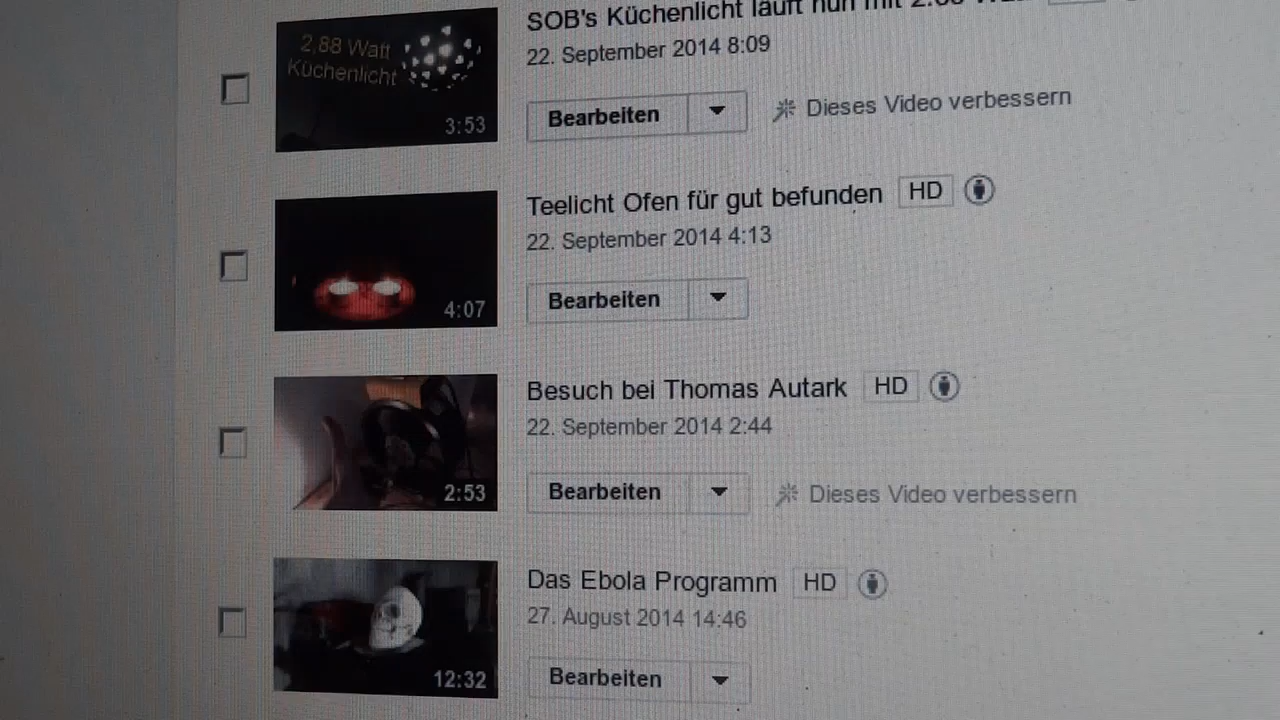 SOB's Küchenlicht läuft nun mit
2,88 Watt
Küchenlicht
3:53
22. September 2014 8:09
Bearbeiten
Dieses Video verbessern
Teelicht Ofen für gut befunden HD
22. September 2014 4:13
4:07
Bearbeiten
Besuch bei Thomas Autark HD
22. September 2014 2:44
2:53
Bearbeiten
Dieses Video verbessern
Das Ebola Programm HD
27. August 2014 14:46
12:32
Bearbeiten